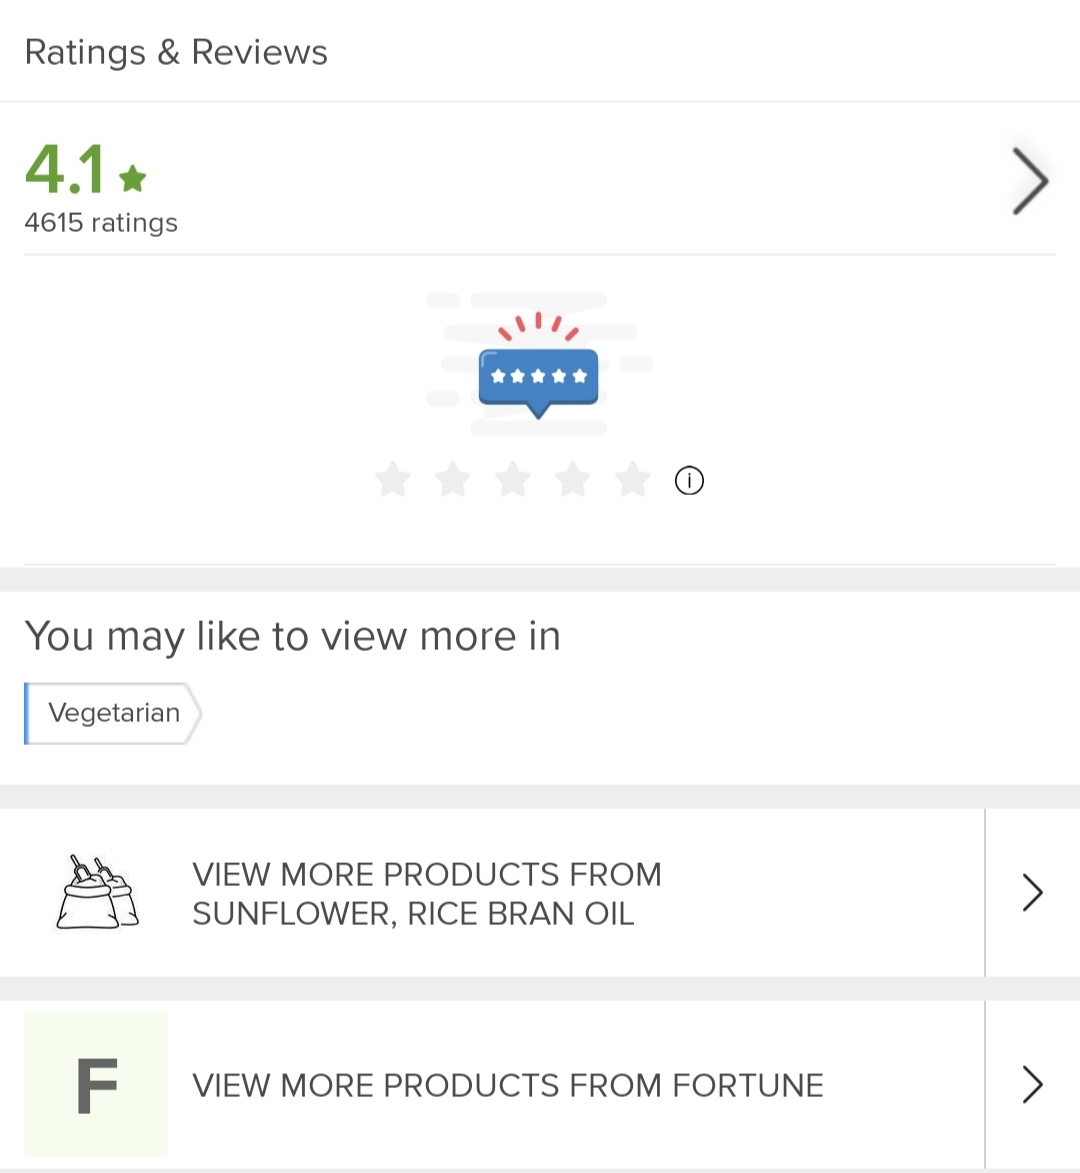 Ratings & Reviews
4.1
4615 ratings
You may like to view more in
Vegetarian
VIEW MORE PRODUCTS FROM
SUNFLOWER, RICE BRAN OIL
F
VIEW MORE PRODUCTS FROM FORTUNE